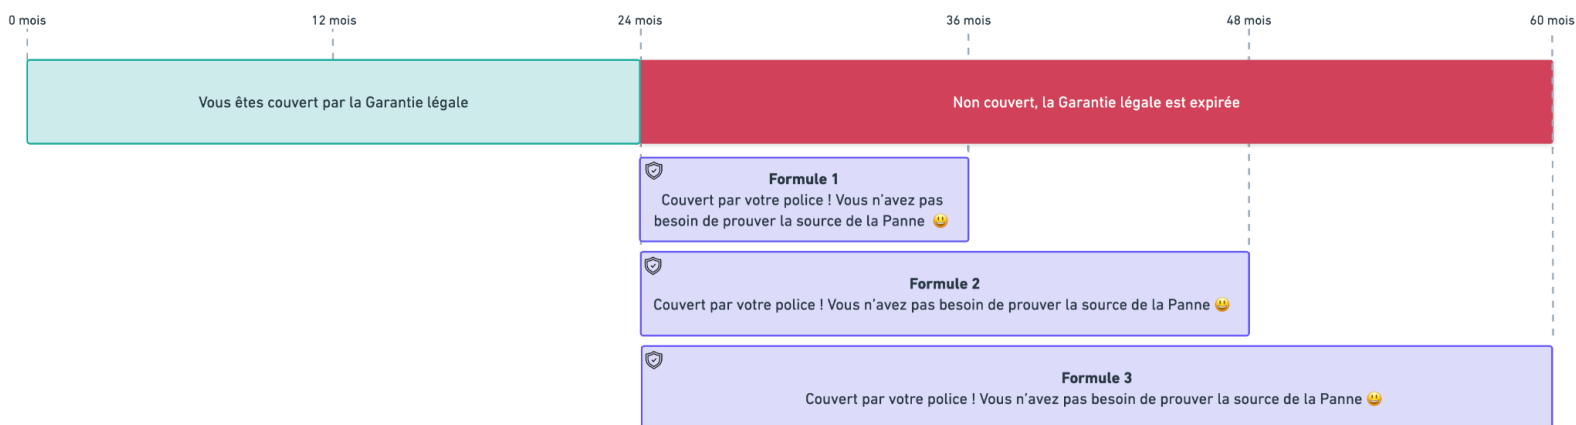 0 mois
12 mois
24 mois
36 mois
48 mois
60 mois
Vous êtes couvert par la Garantie légale
Non couvert, la Garantie légale est expirée
Formule 1
Couvert par votre police ! Vous n’avez pas
besoin de prouver la source de la Panne 😃
Formule 2
Couvert par votre police ! Vous n’avez pas besoin de prouver la source de la Panne 😃
Formule 3
Couvert par votre police ! Vous n’avez pas besoin de prouver la source de la Panne 😃